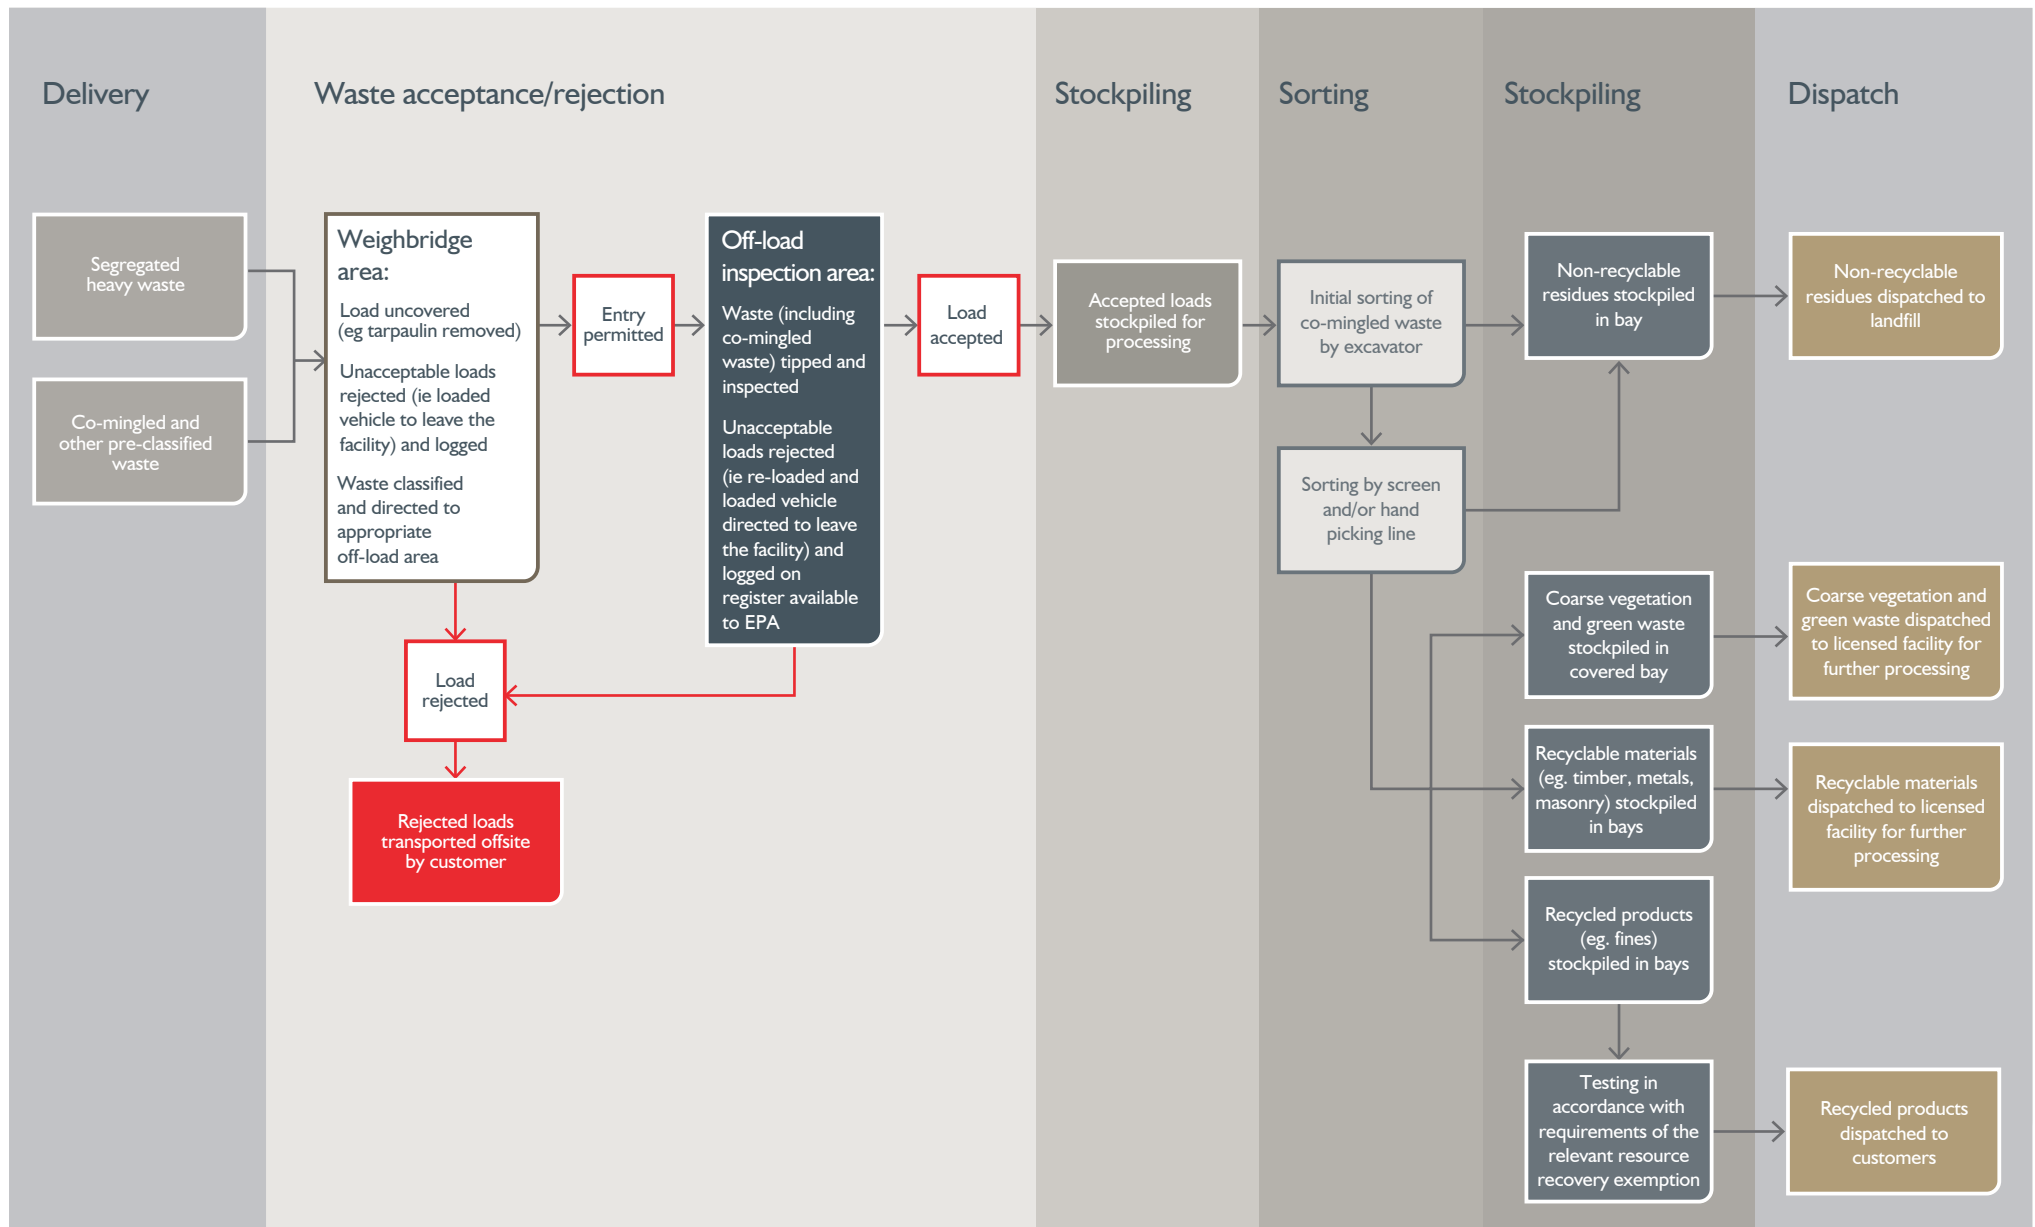 Delivery
Waste acceptance/rejection
Stockpiling
Sorting
Stockpiling
Dispatch
Segregated
heavy waste
Co-mingled and
other pre-classified
waste
Weighbridge
area:
Load uncovered
(eg tarpaulin removed)
Unacceptable loads
rejected (ie loaded
vehicle to leave the
facility) and logged
Waste classified
and directed to
appropriate
off-load area
Entry
permitted
Off-load
inspection area:
Waste (including
co-mingled
waste) tipped and
inspected
Unacceptable
loads rejected
(ie re-loaded and
loaded vehicle
directed to leave
the facility) and
logged on
register available
to EPA
Load
accepted
Load
rejected
Rejected loads
transported offsite
by customer
Accepted loads
stockpiled for
processing
Initial sorting of
co-mingled waste
by excavator
Sorting by screen
and/or hand
picking line
Non-recyclable
residues stockpiled
in bay
Coarse vegetation
and green waste
stockpiled in
covered bay
Recyclable materials
(eg. timber, metals,
masonry) stockpiled
in bays
Recycled products
(eg. fines)
stockpiled in bays
Testing in
accordance with
requirements of the
relevant resource
recovery exemption
Non-recyclable
residues dispatched to
landfill
Coarse vegetation and
green waste dispatched
to licensed facility for
further processing
Recyclable materials
dispatched to licensed
facility for further
processing
Recycled products
dispatched to
customers